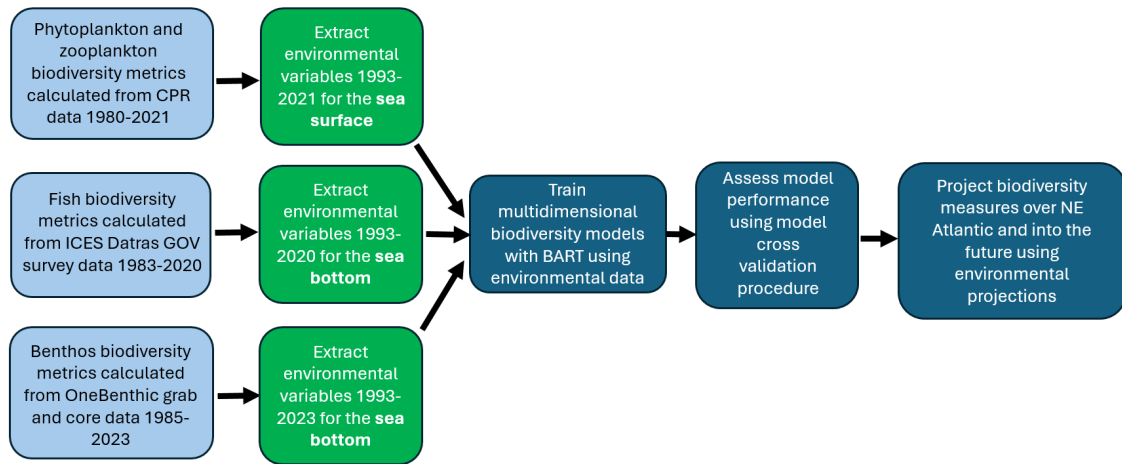 Phytoplankton and
zooplankton
biodiversity metrics
calculated from CPR
data 1980-2021
Extract
environmental
variables 1993-
2021 for the sea
surface
Fish biodiversity
metrics calculated
from ICES Datras GOV
survey data 1983-2020
Extract
environmental
variables 1993-
2020 for the sea
bottom
Benthos biodiversity
metrics calculated
from OneBenthic grab
and core data 1985-
2023
Extract
environmental
variables 1993-
2023 for the sea
bottom
Train
multidimensional
biodiversity models
with BART using
environmental data
Assess model
performance
using model
cross
validation
procedure
Project biodiversity
measures over NE
Atlantic and into the
future using
environmental
projections